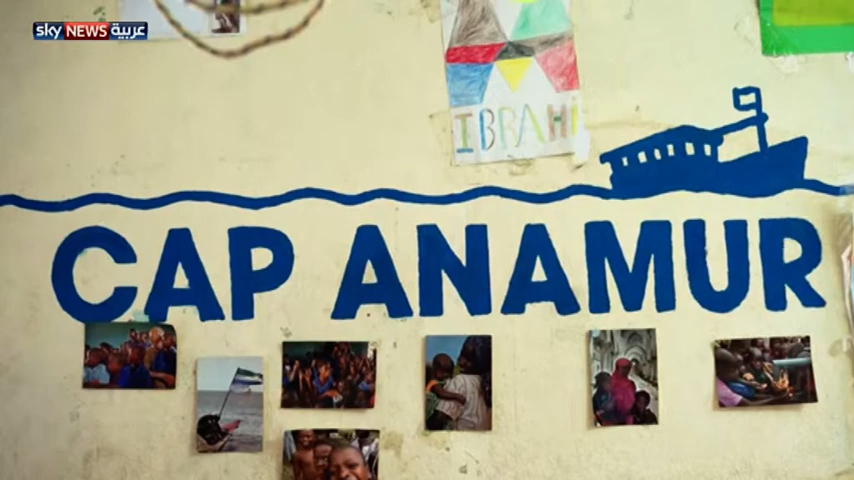 sky NEWS عربية
IBRAHi
CAP ANAMUR